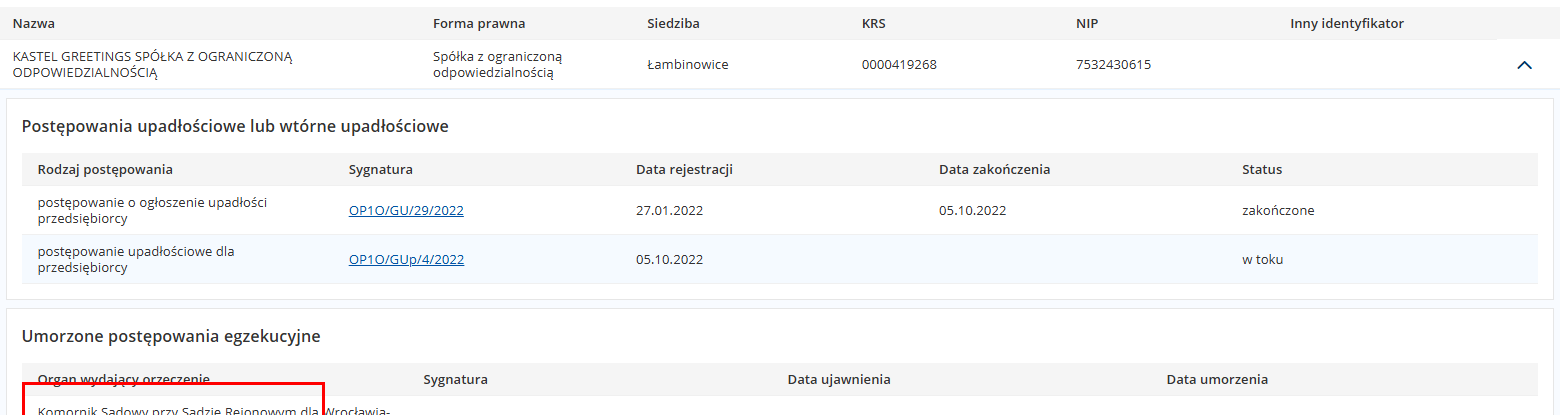 Nazwa Forma prawna Siedziba KRS NIP Inny identyfikator
KASTEL GREETINGS SPÓŁKA Z OGRANICZONĄ
ODPOWIEDZIALNOŚCIĄ
Spółka z ograniczoną
odpowiedzialnością
Łambinowice 0000419268 7532430615
Postępowania upadłościowe lub wtórne upadłościowe
Rodzaj postępowania Sygnatura Data rejestracji Data zakończenia Status
postępowanie o ogłoszenie upadłości
przedsiębiorcy
OP1O/GU/29/2022 27.01.2022 05.10.2022 zakończone
postępowanie upadłościowe dla
przedsiębiorcy
OP1O/GUp/4/2022 05.10.2022 w toku
Umorzone postępowania egzekucyjne
Organ wydający orzeczenie Sygnatura Data ujawnienia Data umorzenia
Komornik Sądowy przy Sądzie Rejonowym dla Wrocławia-